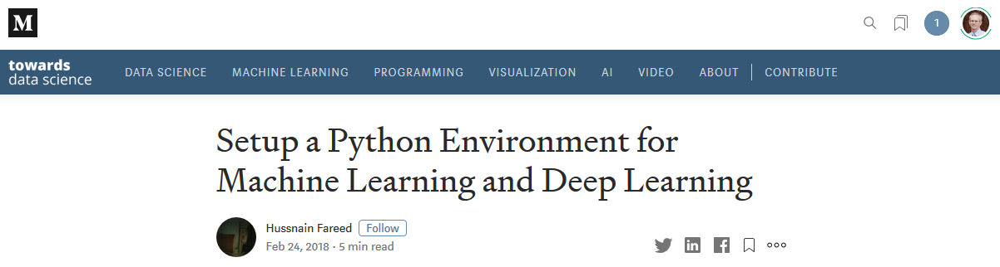 M
1
towards
data science
DATA SCIENCE MACHINE LEARNING PROGRAMMING VISUALIZATION AI VIDEO ABOUT CONTRIBUTE
Setup a Python Environment for
Machine Learning and Deep Learning
Hussnain Fareed Follow
Feb 24, 2018 · 5 min read